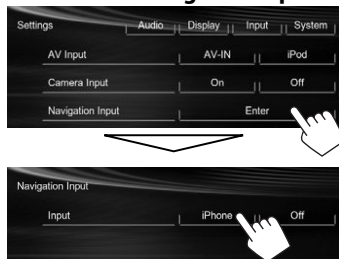 Settings Audio Display Input System
AV Input AV-IN iPod
Camera Input On Off
Navigation Input Enter
Navigation Input
Input iPhone Off